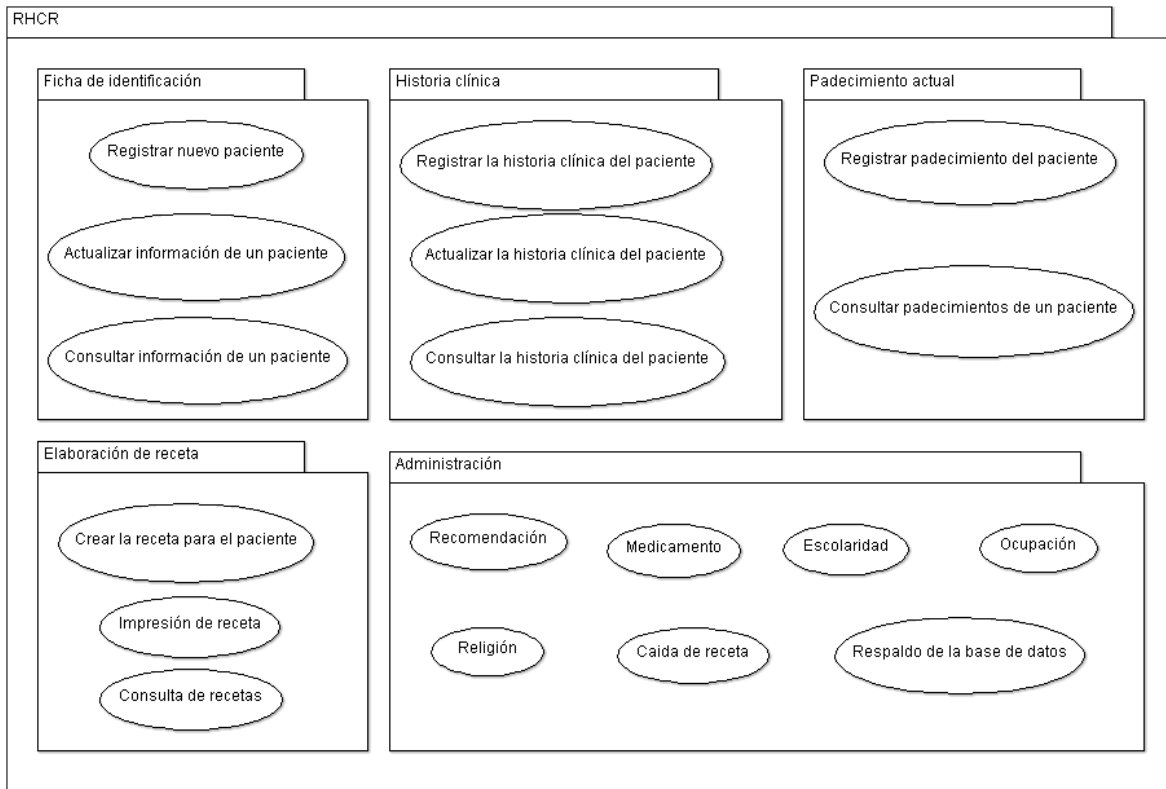 RHCR
Ficha de identificación
Registrar nuevo paciente
Actualizar información de un paciente
Consultar información de un paciente
Historia clínica
Registrar la historia clínica del paciente
Actualizar la historia clínica del paciente
Consultar la historia clínica del paciente
Padecimiento actual
Registrar padecimiento del paciente
Consultar padecimientos de un paciente
Elaboración de receta
Crear la receta para el paciente
Impresión de receta
Consulta de recetas
Administración
Recomendación
Medicamento
Escolaridad
Ocupación
Religión
Caida de receta
Respaldo de la base de datos